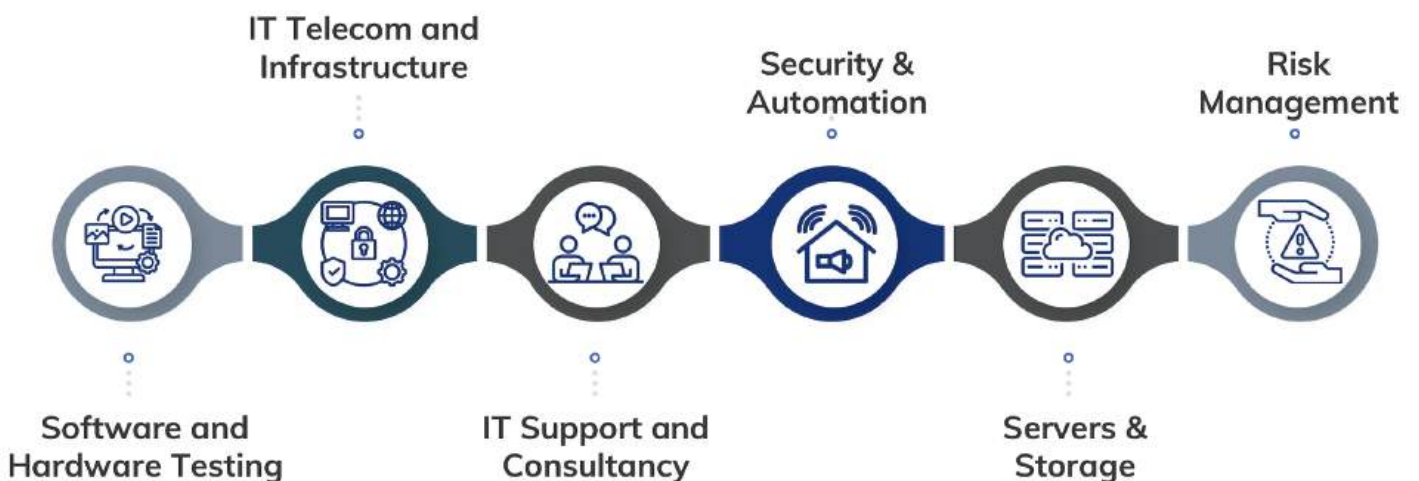 IT Telecom and
Infrastructure
Security &
Automation
Risk
Management
Software and
Hardware Testing
IT Support and
Consultancy
Servers &
Storage